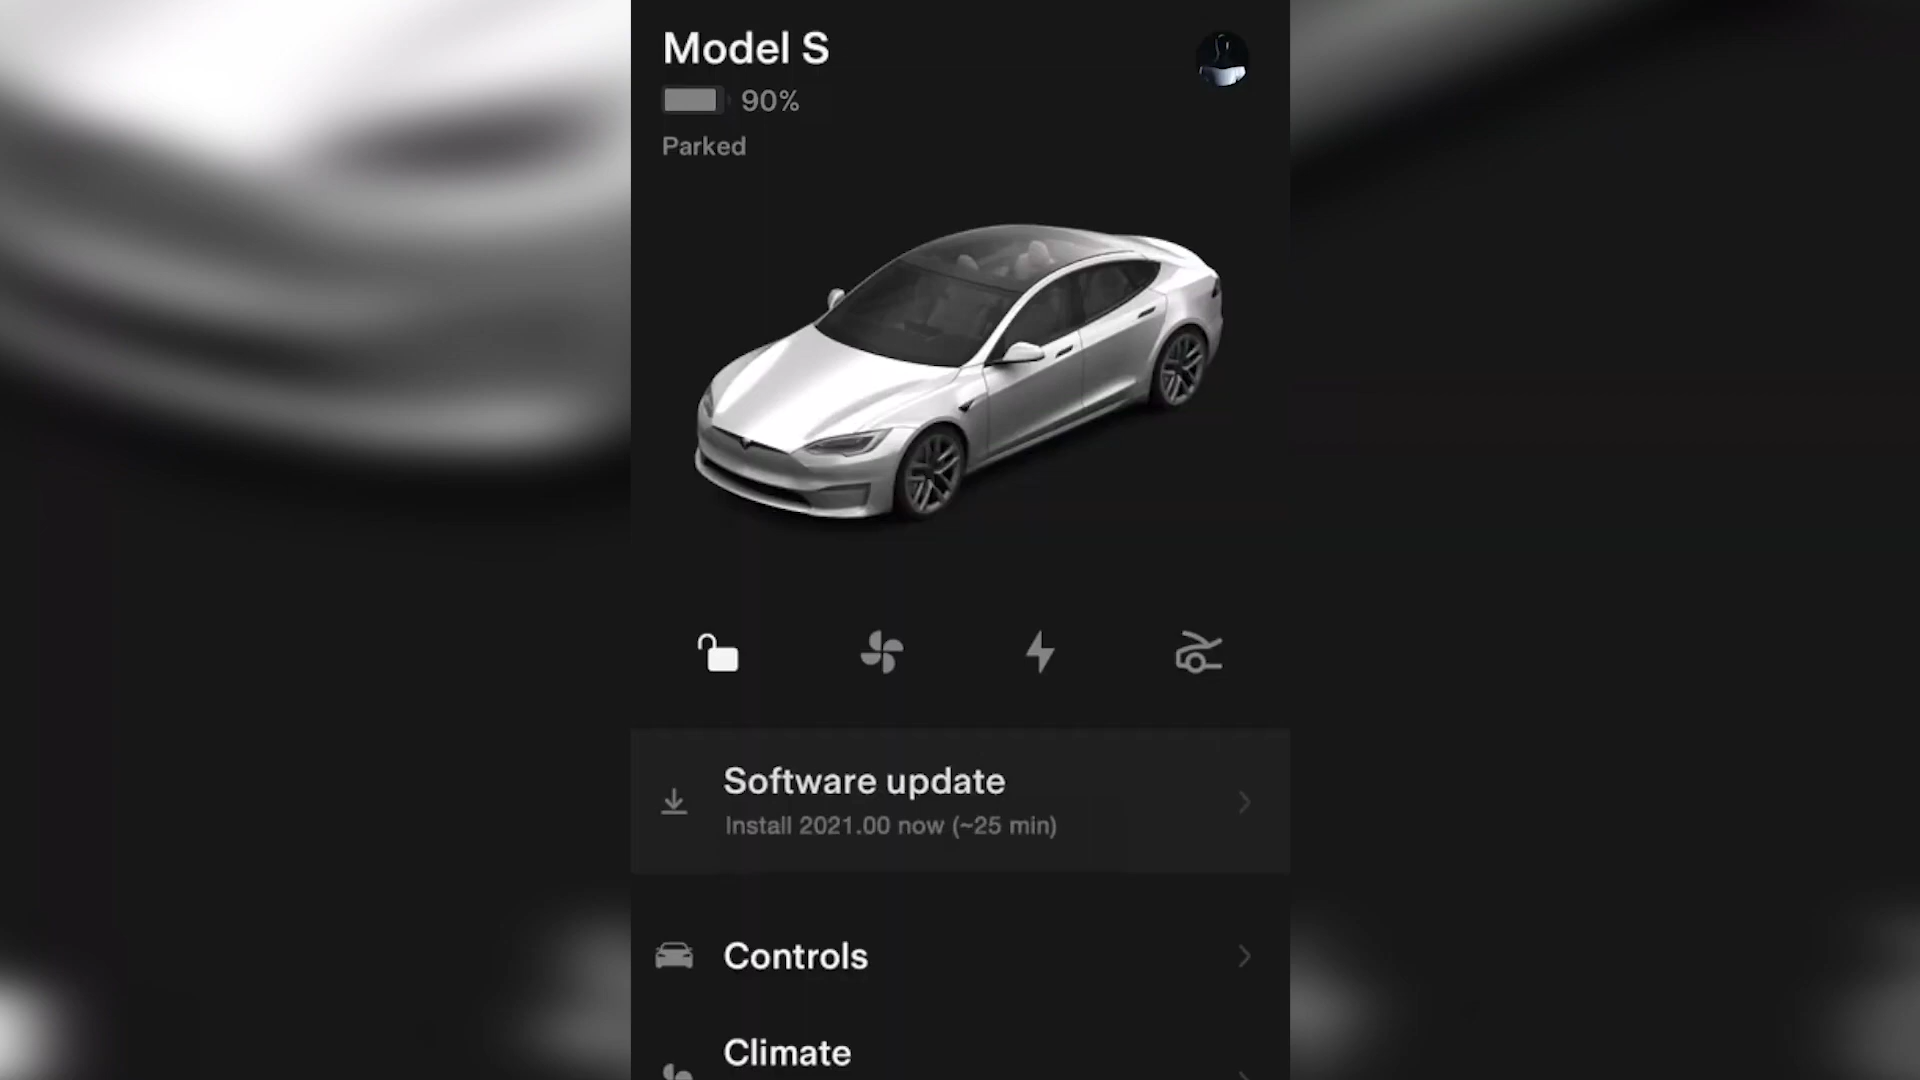 Model S
90%
Parked
Software update
Install 2021.00 now (~25 min)
Controls
Climate